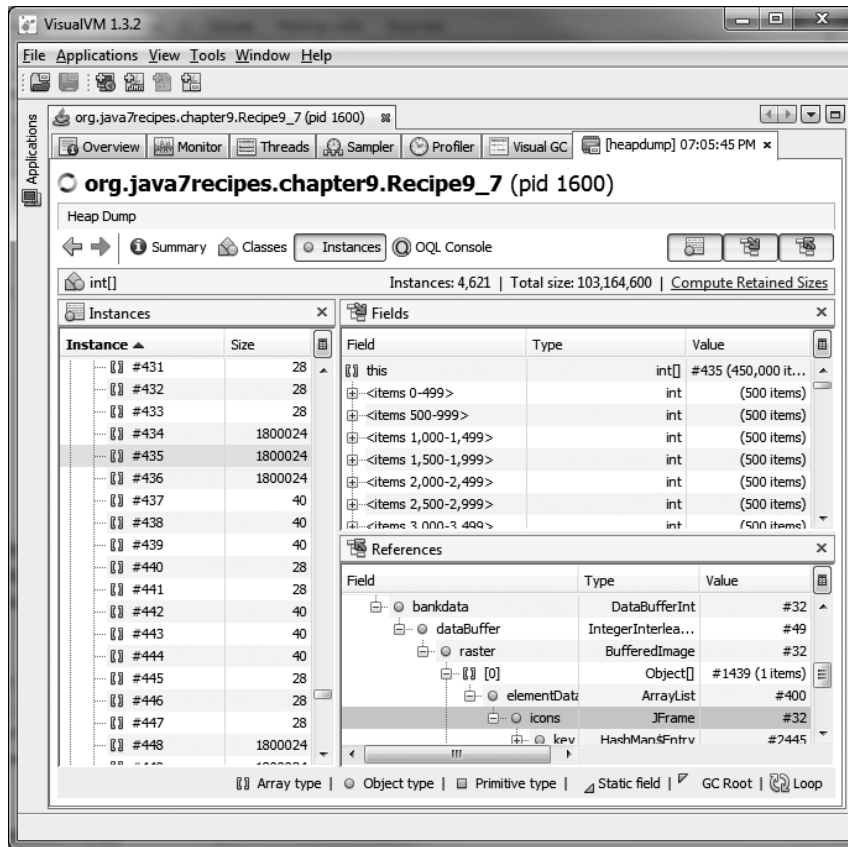 VisualVM 1.3.2
File Applications View Tools Window Help
Applications
org.java7recipes.chapter9.Recipe9_7 (pid 1600)
Overview Monitor Threads Sampler Profiler Visual GC [heapdump] 07:05:45 PM
org.java7recipes.chapter9.Recipe9_7 (pid 1600)
Heap Dump
Summary Classes Instances OQL Console
int[] Instances: 4,621 | Total size: 103,164,600 | Compute Retained Sizes
Instances
Instance Size
#431 28
#432 28
#433 28
#434 1800024
#435 1800024
#436 1800024
#437 40
#438 40
#439 40
#440 28
#441 28
#442 40
#443 40
#444 40
#445 28
#446 28
#447 28
#448 1800024
Fields
Field Type Value
this int[] #435 (450,000 it...
<items 0-499> int (500 items)
<items 500-999> int (500 items)
<items 1,000-1,499> int (500 items)
<items 1,500-1,999> int (500 items)
<items 2,000-2,499> int (500 items)
<items 2,500-2,999> int (500 items)
<items 3,000-3,499> int (500 items)
References
Field Type Value
bankdata DataBufferInt #32
dataBuffer IntegerInterlea... #49
raster BufferedImage #32
[0] Object[] #1439 (1 items)
elementData ArrayList #400
icons JFrame #32
key HashMap$Entry #2445
Array type | Object type | Primitive type | Static field | GC Root | Loop